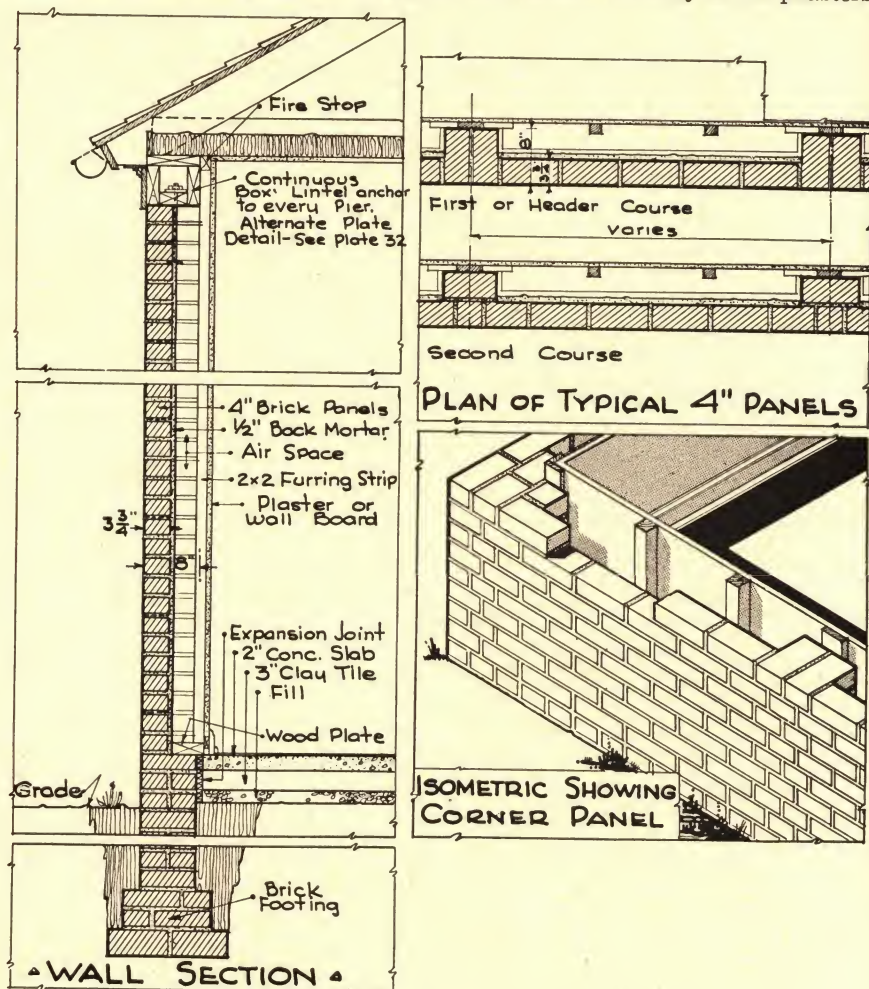 Fire Stop
Continuous
Box Lintel anchor
to every Pier.
Alternate Plate
Detail-See Plate 32
4" Brick Panels
½" Back Mortar
Air Space
2x2 Furring Strip
Plaster or
Wall Board
3¾"
8"
Expansion Joint
2" Conc. Slab
3" Clay Tile
Fill
Wood Plate
Grade
Brick
Footing
WALL SECTION
8"
3¾"
First or Header Course
varies
Second Course
PLAN OF TYPICAL 4" PANELS
ISOMETRIC SHOWING
CORNER PANEL